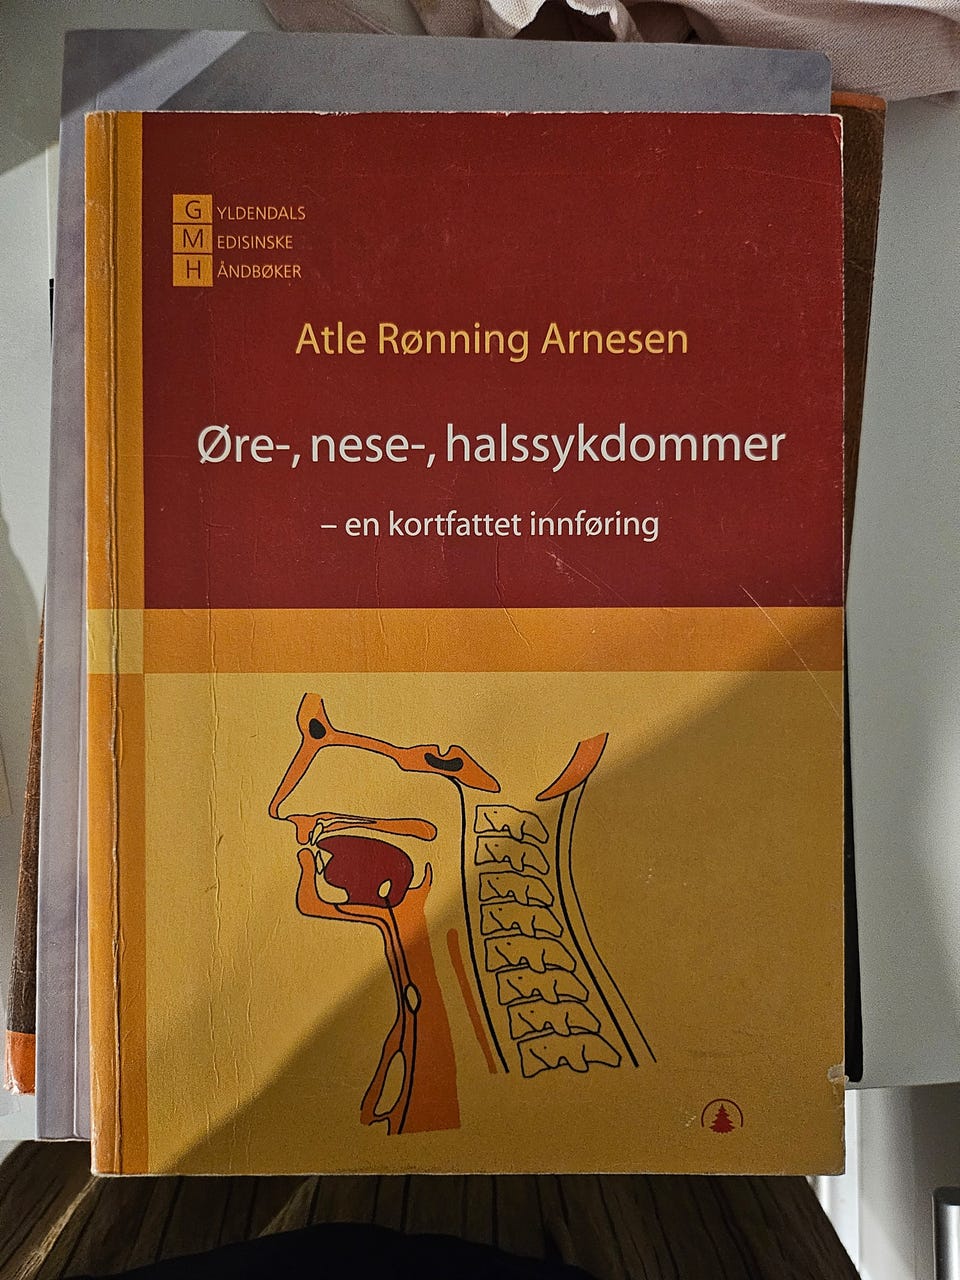 GYLDENDALS
MEDISINSKE
HÅNDBØKER
Atle Rønning Arnesen
Øre-, nese-, halssykdommer
– en kortfattet innføring